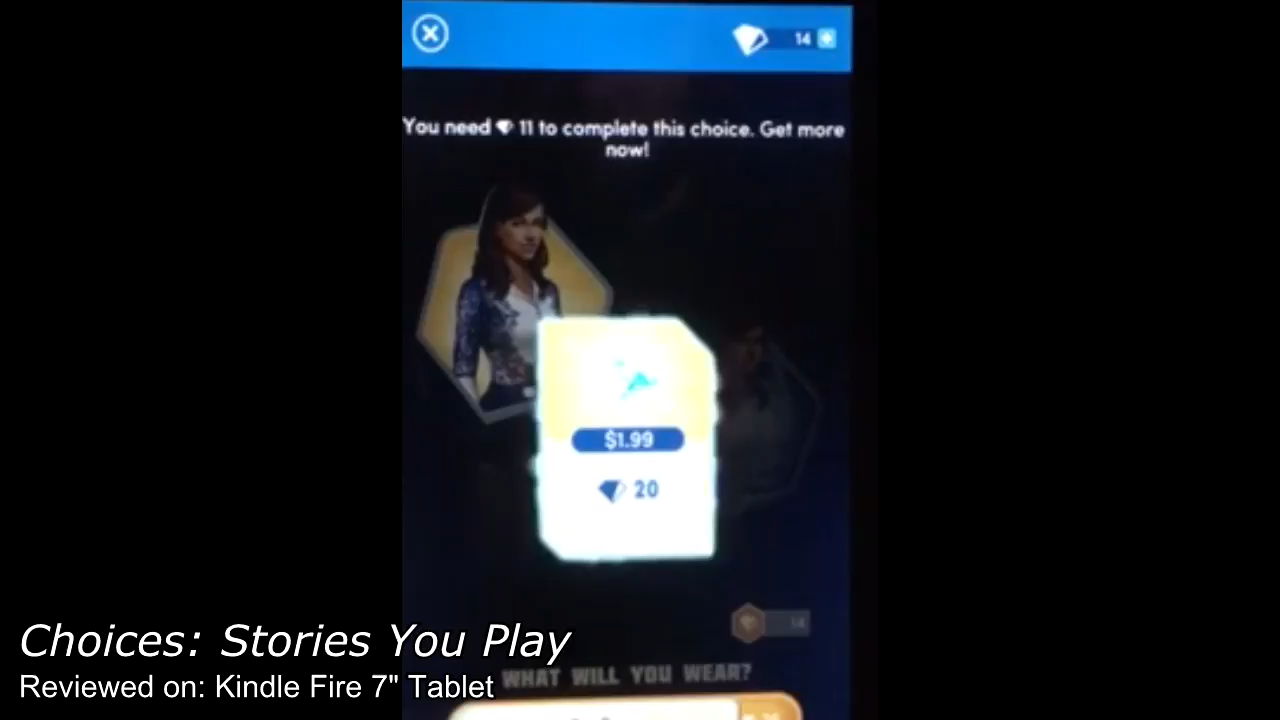 14
You need 11 to complete this choice. Get more
now!
$1.99
20
14
WHAT WILL YOU WEAR?
Choices: Stories You Play
Reviewed on: Kindle Fire 7" Tablet